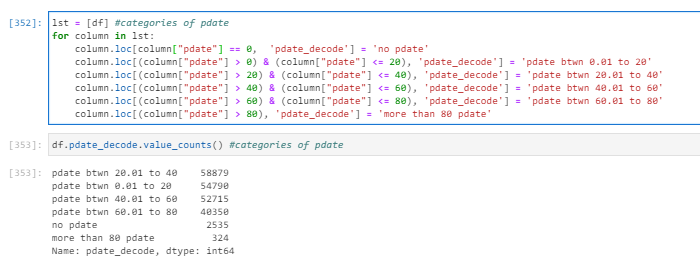 [352]: lst = [df] #categories of pdate
for column in lst:
    column.loc[column["pdate"] == 0,  'pdate_decode'] = 'no pdate'
    column.loc[(column["pdate"] > 0) & (column["pdate"] <= 20), 'pdate_decode'] = 'pdate btwn 0.01 to 20'
    column.loc[(column["pdate"] > 20) & (column["pdate"] <= 40), 'pdate_decode'] = 'pdate btwn 20.01 to 40'
    column.loc[(column["pdate"] > 40) & (column["pdate"] <= 60), 'pdate_decode'] = 'pdate btwn 40.01 to 60'
    column.loc[(column["pdate"] > 60) & (column["pdate"] <= 80), 'pdate_decode'] = 'pdate btwn 60.01 to 80'
    column.loc[(column["pdate"] > 80), 'pdate_decode'] = 'more than 80 pdate'
[353]: df.pdate_decode.value_counts() #categories of pdate
[353]: pdate btwn 20.01 to 40    58879
pdate btwn 0.01 to 20     54790
pdate btwn 40.01 to 60    52715
pdate btwn 60.01 to 80    40350
no pdate                   2535
more than 80 pdate          324
Name: pdate_decode, dtype: int64